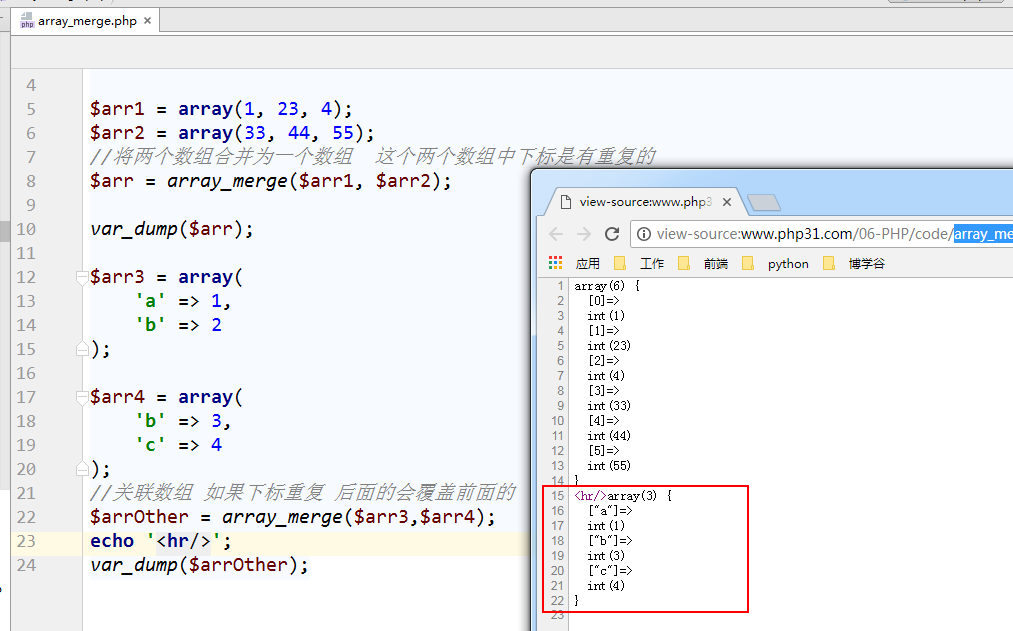 array_merge.php
4
5 $arr1 = array(1, 23, 4);
6 $arr2 = array(33, 44, 55);
7 //将两个数组合并为一个数组  这个两个数组中下标是有重复的
8 $arr = array_merge($arr1, $arr2);
9
10 var_dump($arr);
11
12 $arr3 = array(
13     'a' => 1,
14     'b' => 2
15 );
16
17 $arr4 = array(
18     'b' => 3,
19     'c' => 4
20 );
21 //关联数组 如果下标重复 后面的会覆盖前面的
22 $arrOther = array_merge($arr3,$arr4);
23 echo '<hr/>';
24 var_dump($arrOther);
view-source:www.php3
view-source:www.php31.com/06-PHP/code/array_me
应用 工作 前端 python 博学谷
1 array(6) {
2   [0]=>
3   int(1)
4   [1]=>
5   int(23)
6   [2]=>
7   int(4)
8   [3]=>
9   int(33)
10   [4]=>
11   int(44)
12   [5]=>
13   int(55)
14 }
15 <hr/>array(3) {
16   ["a"]=>
17   int(1)
18   ["b"]=>
19   int(3)
20   ["c"]=>
21   int(4)
22 }
23